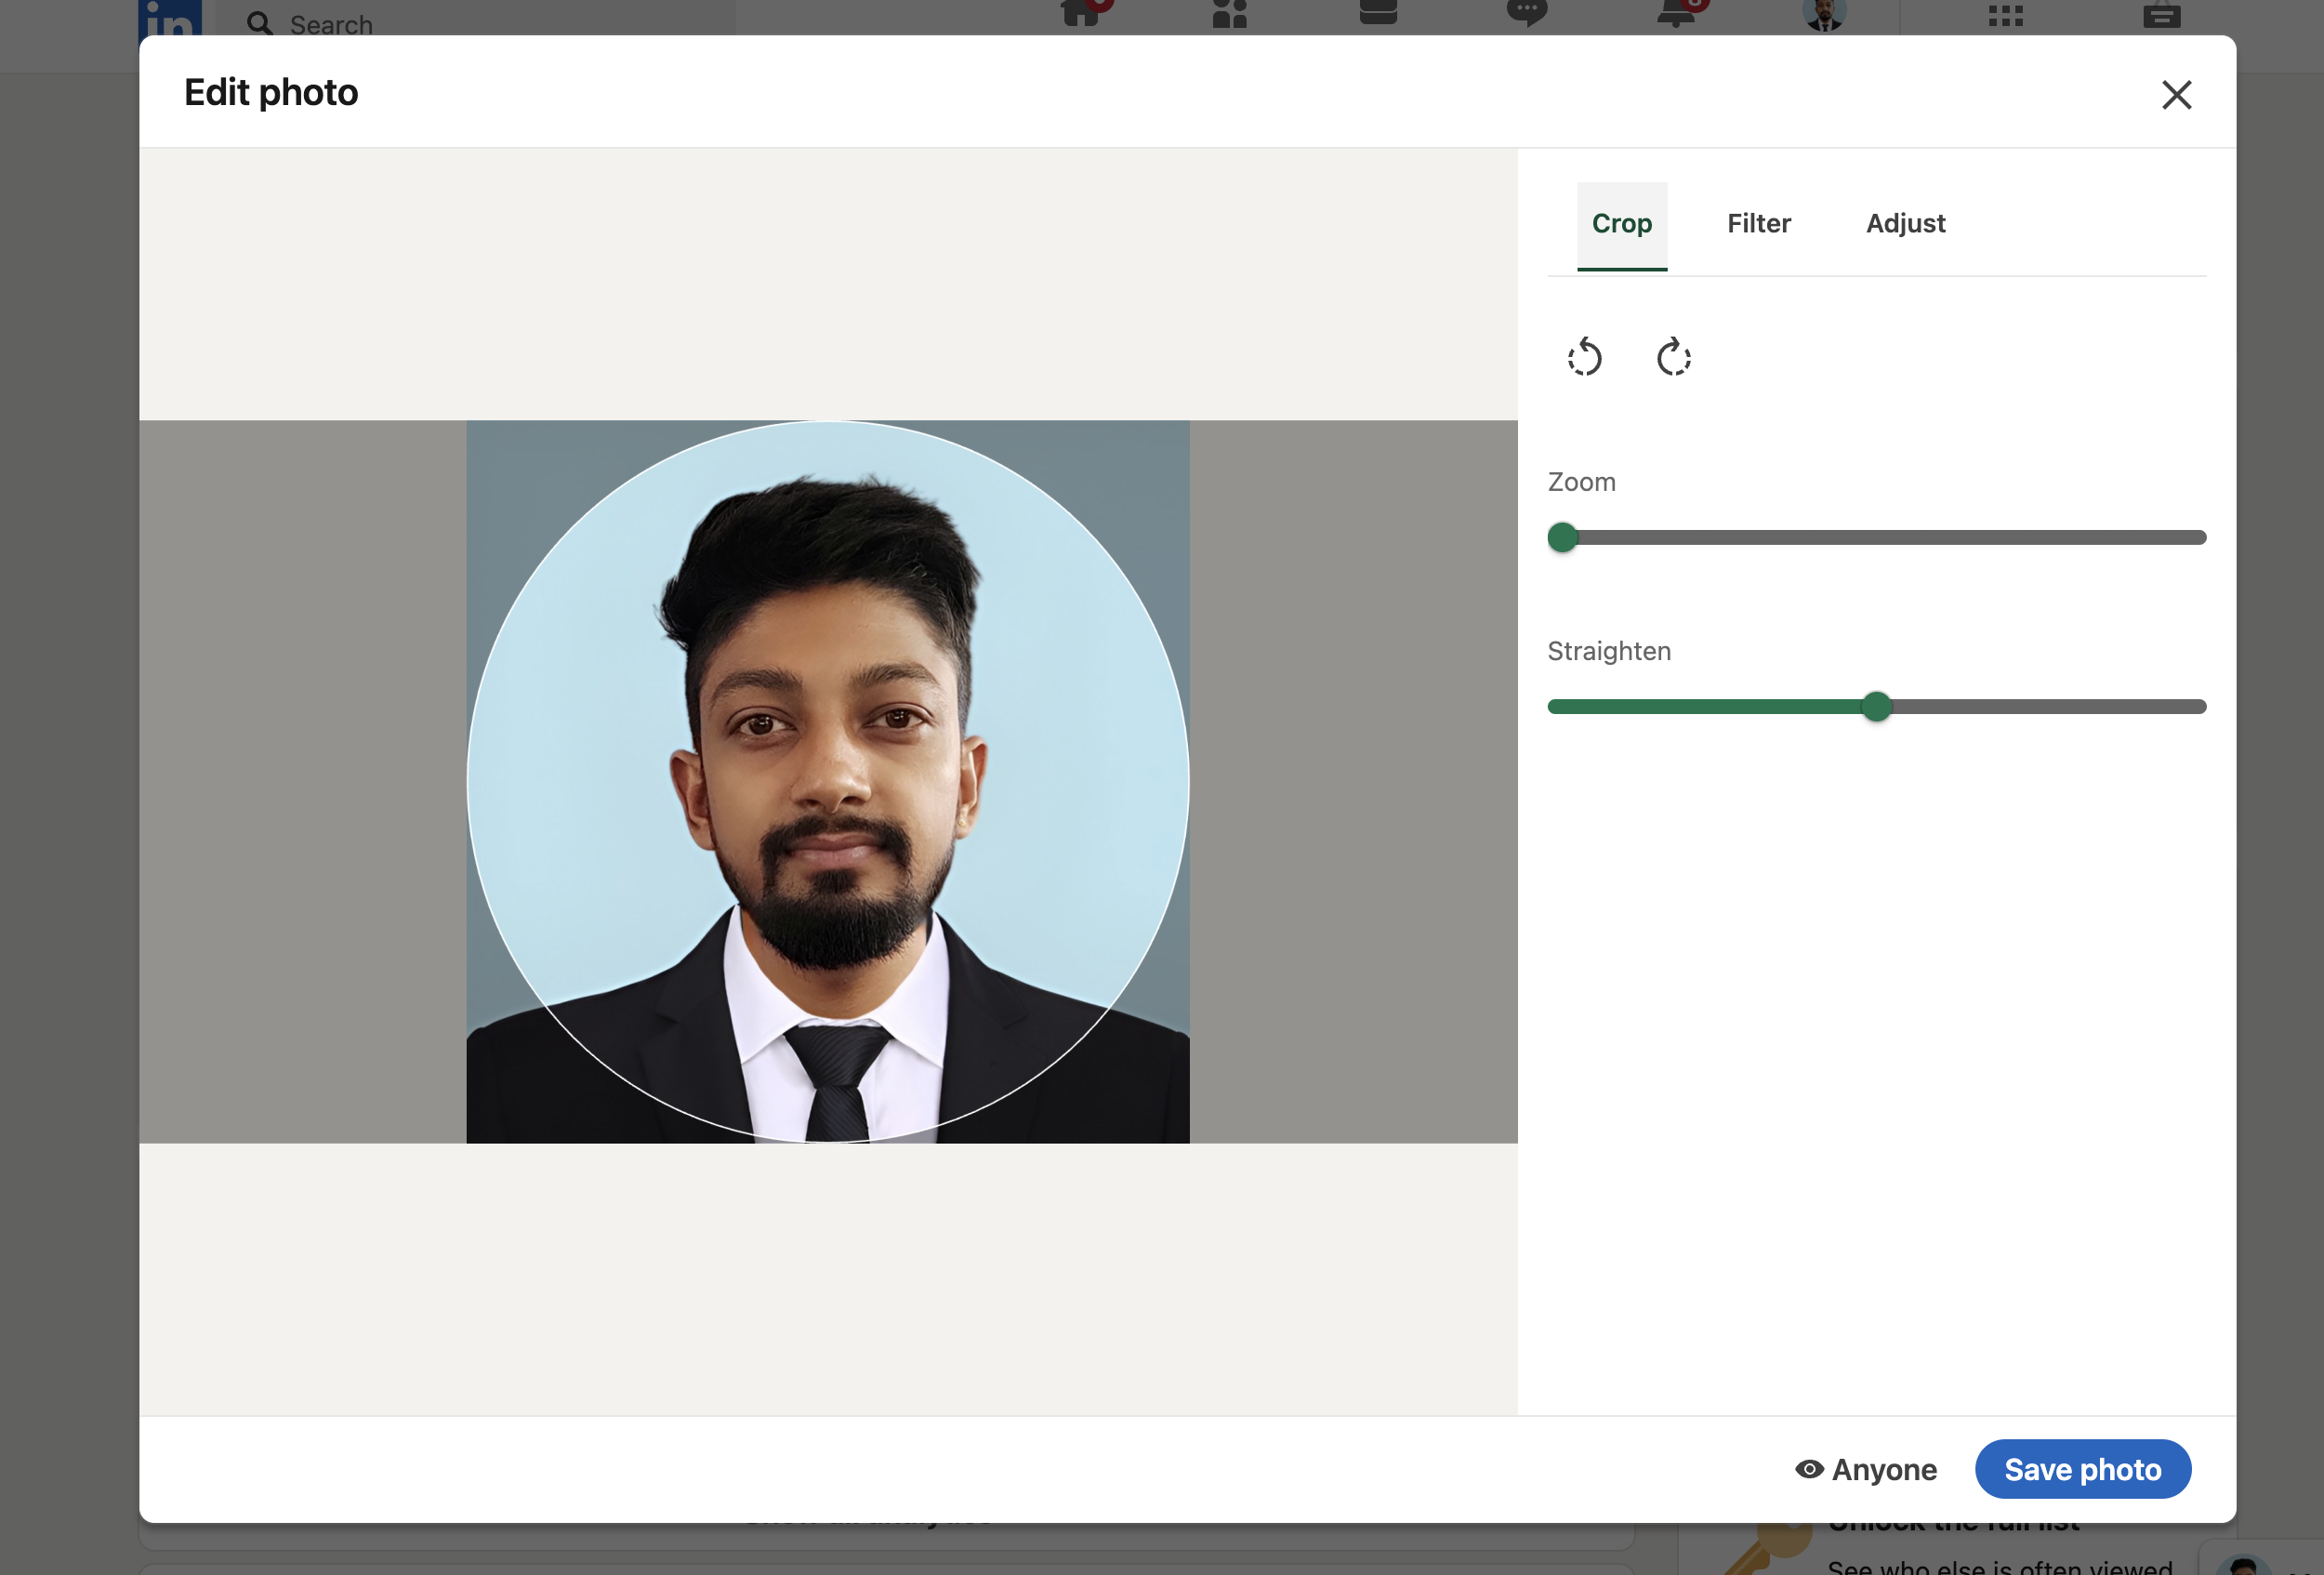 in
Search
Edit photo
Crop
Filter
Adjust
Zoom
Straighten
Anyone
Save photo
Unlock the full list
See who else is often viewed